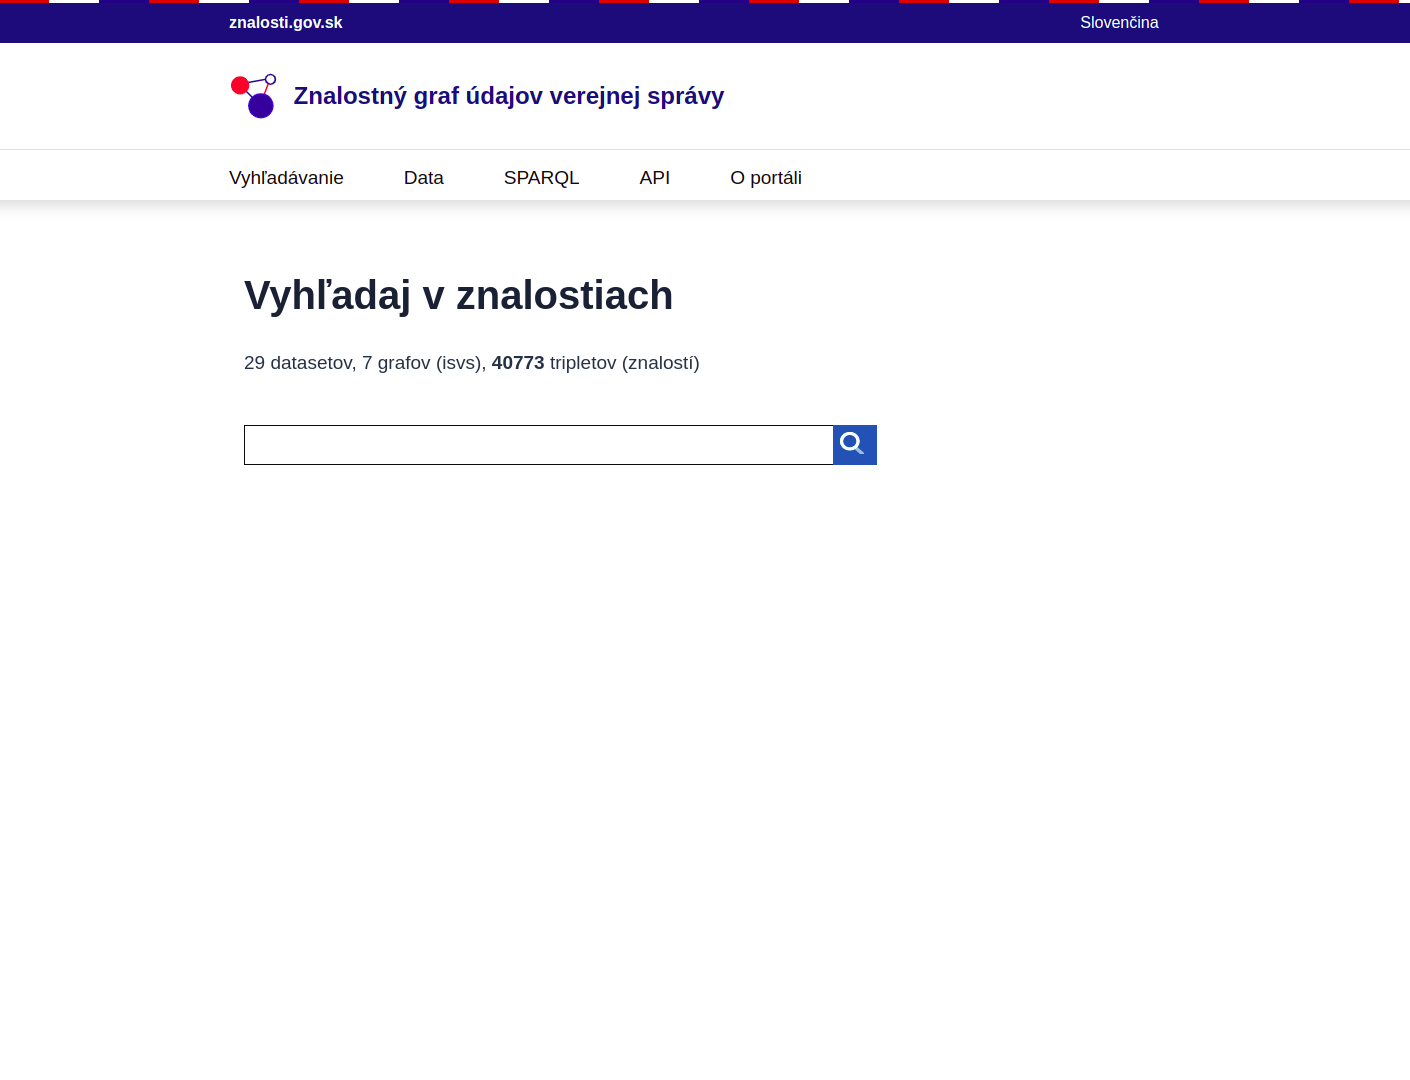 znalosti.gov.sk
Slovenčina
Znalostný graf údajov verejnej správy
Vyhľadávanie
Data
SPARQL
API
O portáli
Vyhľadaj v znalostiach
29 datasetov, 7 grafov (isvs), 40773 tripletov (znalostí)